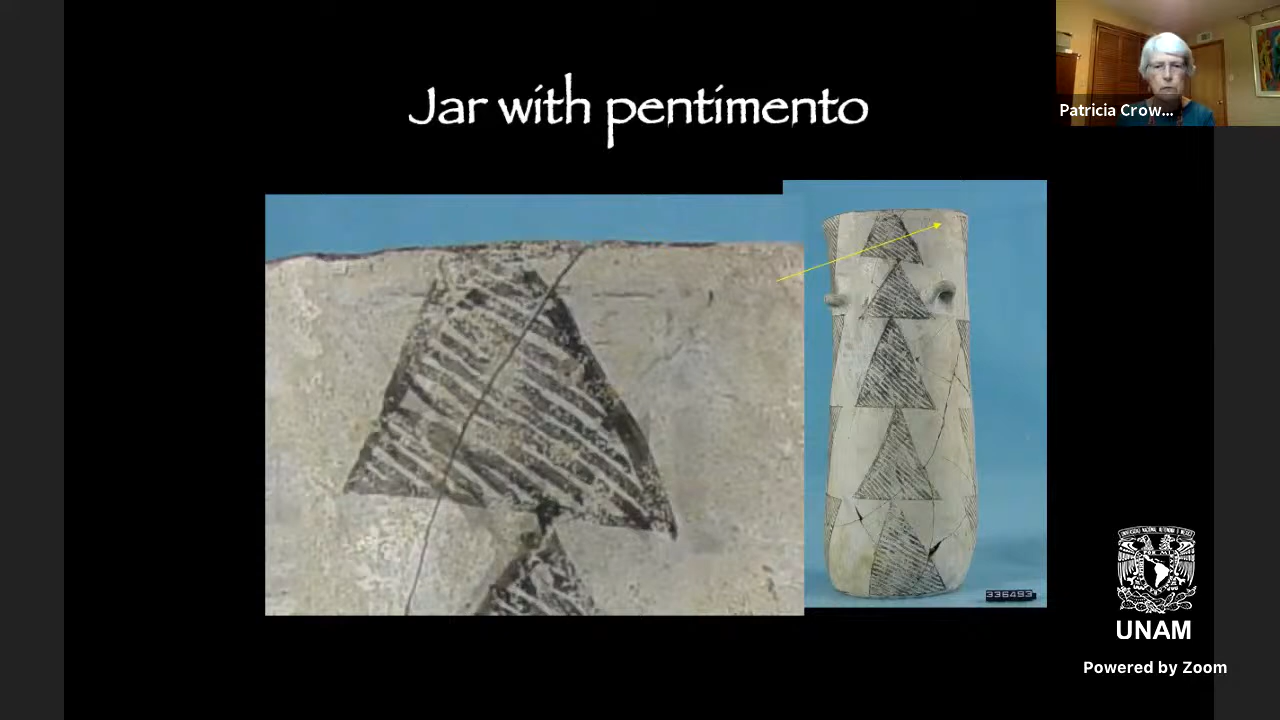 Jar with pentimento
Patricia Crow...
336493
UNAM
Powered by Zoom